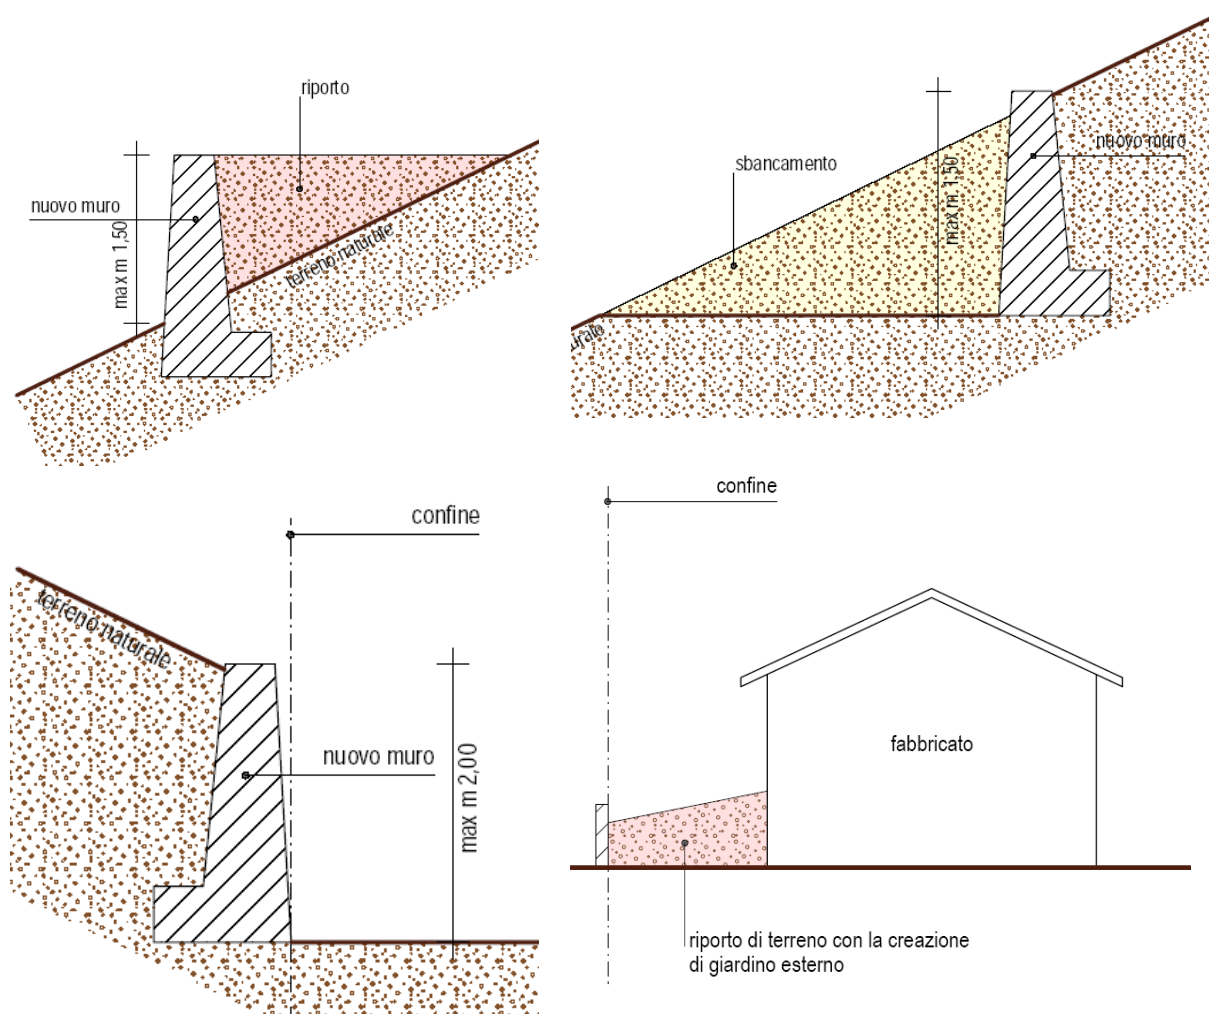 riporto
nuovo muro
max m 1,50
terreno naturale
sbancamento
nuovo muro
max m 1,50
confine
terreno naturale
nuovo muro
max m 2,00
confine
fabbricato
riporto di terreno con la creazione
di giardino esterno